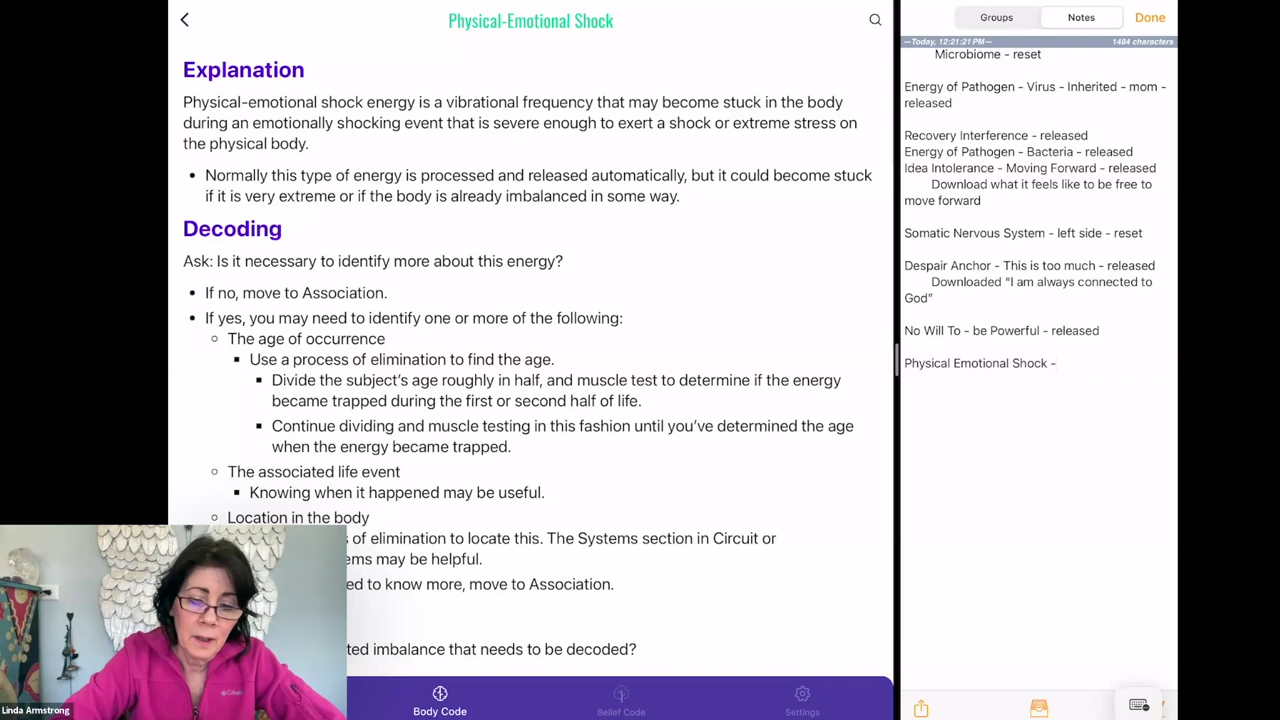 Physical-Emotional Shock
Explanation
Physical-emotional shock energy is a vibrational frequency that may become stuck in the body
during an emotionally shocking event that is severe enough to exert a shock or extreme stress on
the physical body.
• Normally this type of energy is processed and released automatically, but it could become stuck
if it is very extreme or if the body is already imbalanced in some way.
Decoding
Ask: Is it necessary to identify more about this energy?
• If no, move to Association.
• If yes, you may need to identify one or more of the following:
The age of occurrence
Use a process of elimination to find the age.
Divide the subject's age roughly in half, and muscle test to determine if the energy
became trapped during the first or second half of life.
Continue dividing and muscle testing in this fashion until you've determined the age
when the energy became trapped.
The associated life event
Knowing when it happened may be useful.
Location in the body
s of elimination to locate this. The Systems section in Circuit or
ems may be helpful.
ed to know more, move to Association.
ted imbalance that needs to be decoded?
Body Code
Belief Code
Settings
Columbia
Linda Armstrong
Groups
Notes
Done
—Today, 12:21:21 PM—
1484 characters
Microbiome - reset
Energy of Pathogen - Virus - Inherited - mom -
released
Recovery Interference - released
Energy of Pathogen - Bacteria - released
Idea Intolerance - Moving Forward - released
Download what it feels like to be free to
move forward
Somatic Nervous System - left side - reset
Despair Anchor - This is too much - released
Downloaded “I am always connected to
God”
No Will To - be Powerful - released
Physical Emotional Shock -